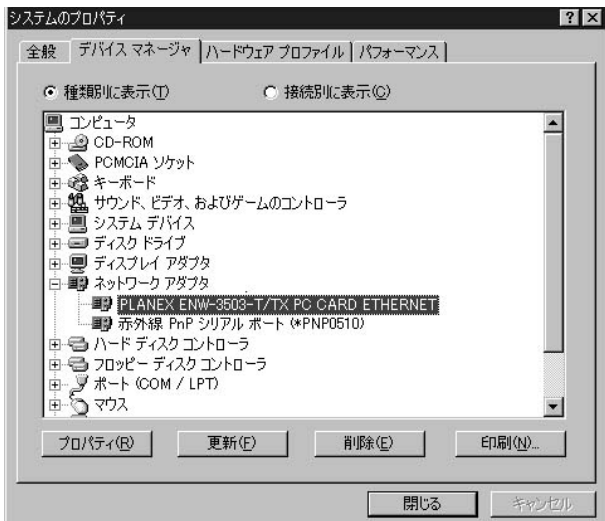 システムのプロパティ
全般 デバイス マネージャ ハードウェア プロファイル パフォーマンス
種類別に表示(T) 接続別に表示(C)
コンピュータ
CD-ROM
PCMCIA ソケット
キーボード
サウンド、ビデオ、およびゲームのコントローラ
システム デバイス
ディスク ドライブ
ディスプレイ アダプタ
ネットワーク アダプタ
PLANEX ENW-3503-T/TX PC CARD ETHERNET
赤外線 PnP シリアル ポート (*PNP0510)
ハード ディスク コントローラ
フロッピー ディスク コントローラ
ポート (COM / LPT)
マウス
プロパティ(R) 更新(F) 削除(E) 印刷(N)...
閉じる キャンセル